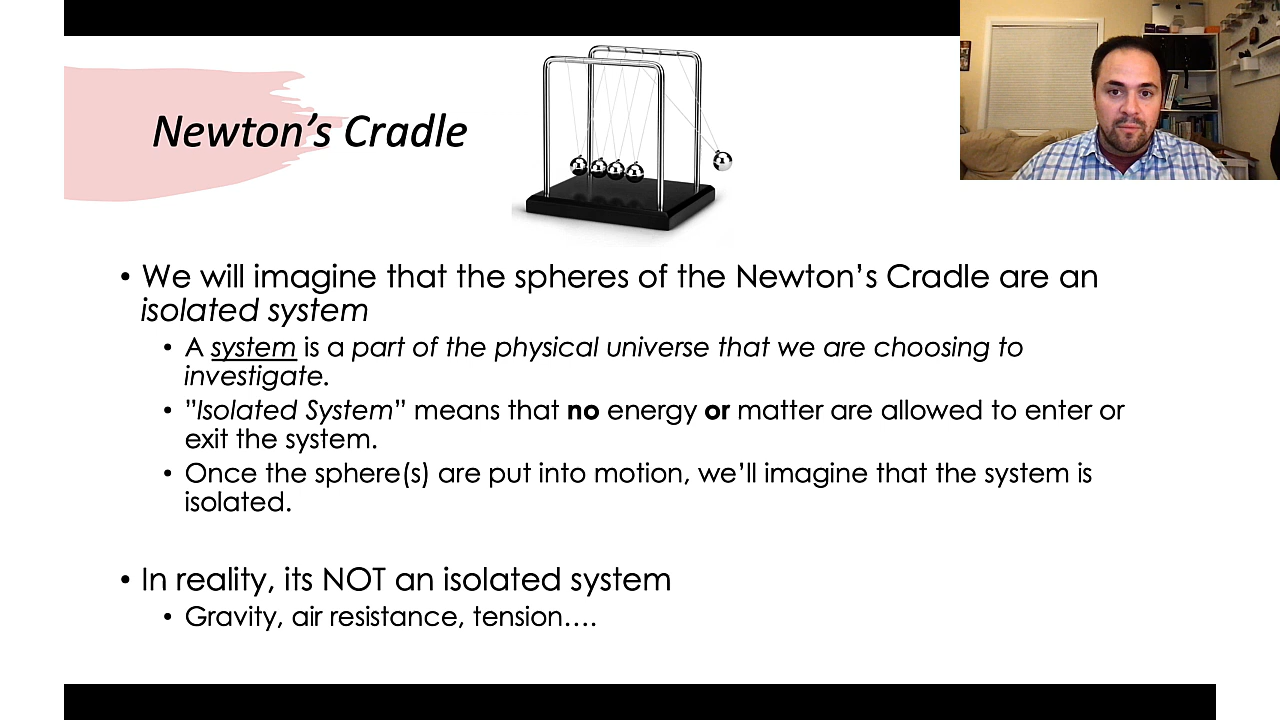 Newton’s Cradle
• We will imagine that the spheres of the Newton’s Cradle are an
isolated system
• A system is a part of the physical universe that we are choosing to
investigate.
• ”Isolated System” means that no energy or matter are allowed to enter or
exit the system.
• Once the sphere(s) are put into motion, we’ll imagine that the system is
isolated.
• In reality, its NOT an isolated system
• Gravity, air resistance, tension….